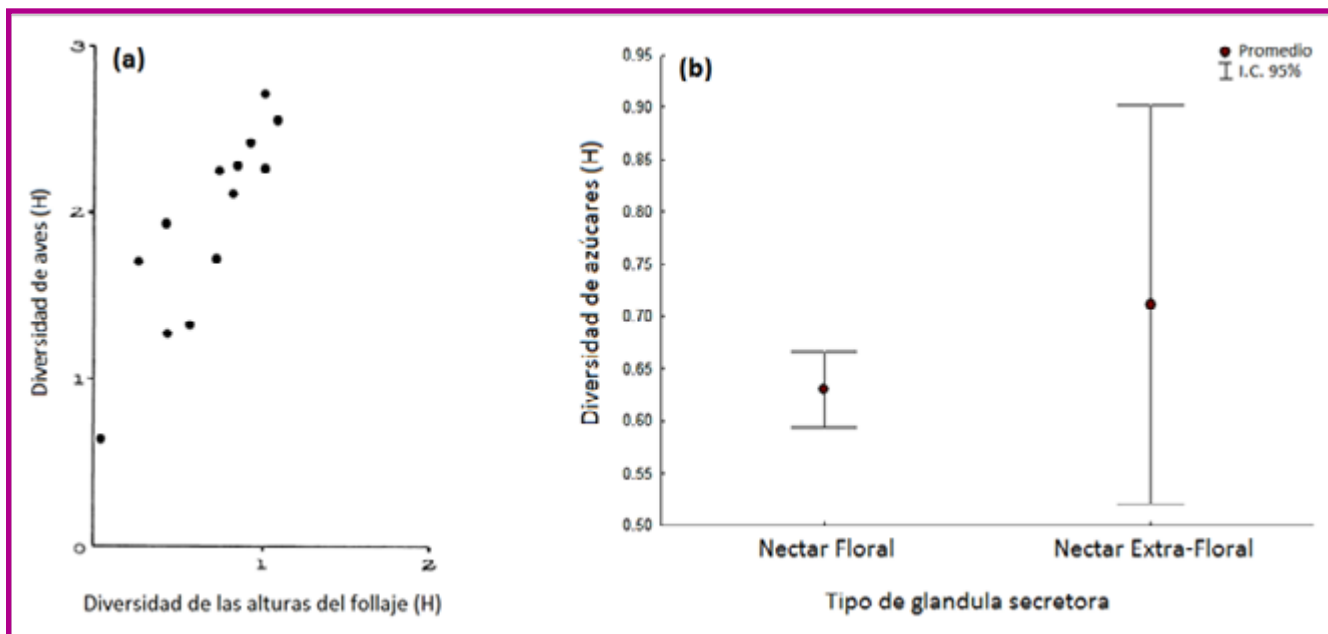 (a)
3
2
1
0
1
2
Diversidad de aves (H)
Diversidad de las alturas del follaje (H)
(b)
Promedio
I.C. 95%
0.95
0.90
0.85
0.80
0.75
0.70
0.65
0.60
0.55
0.50
Diversidad de azúcares (H)
Nectar Floral
Nectar Extra-Floral
Tipo de glandula secretora